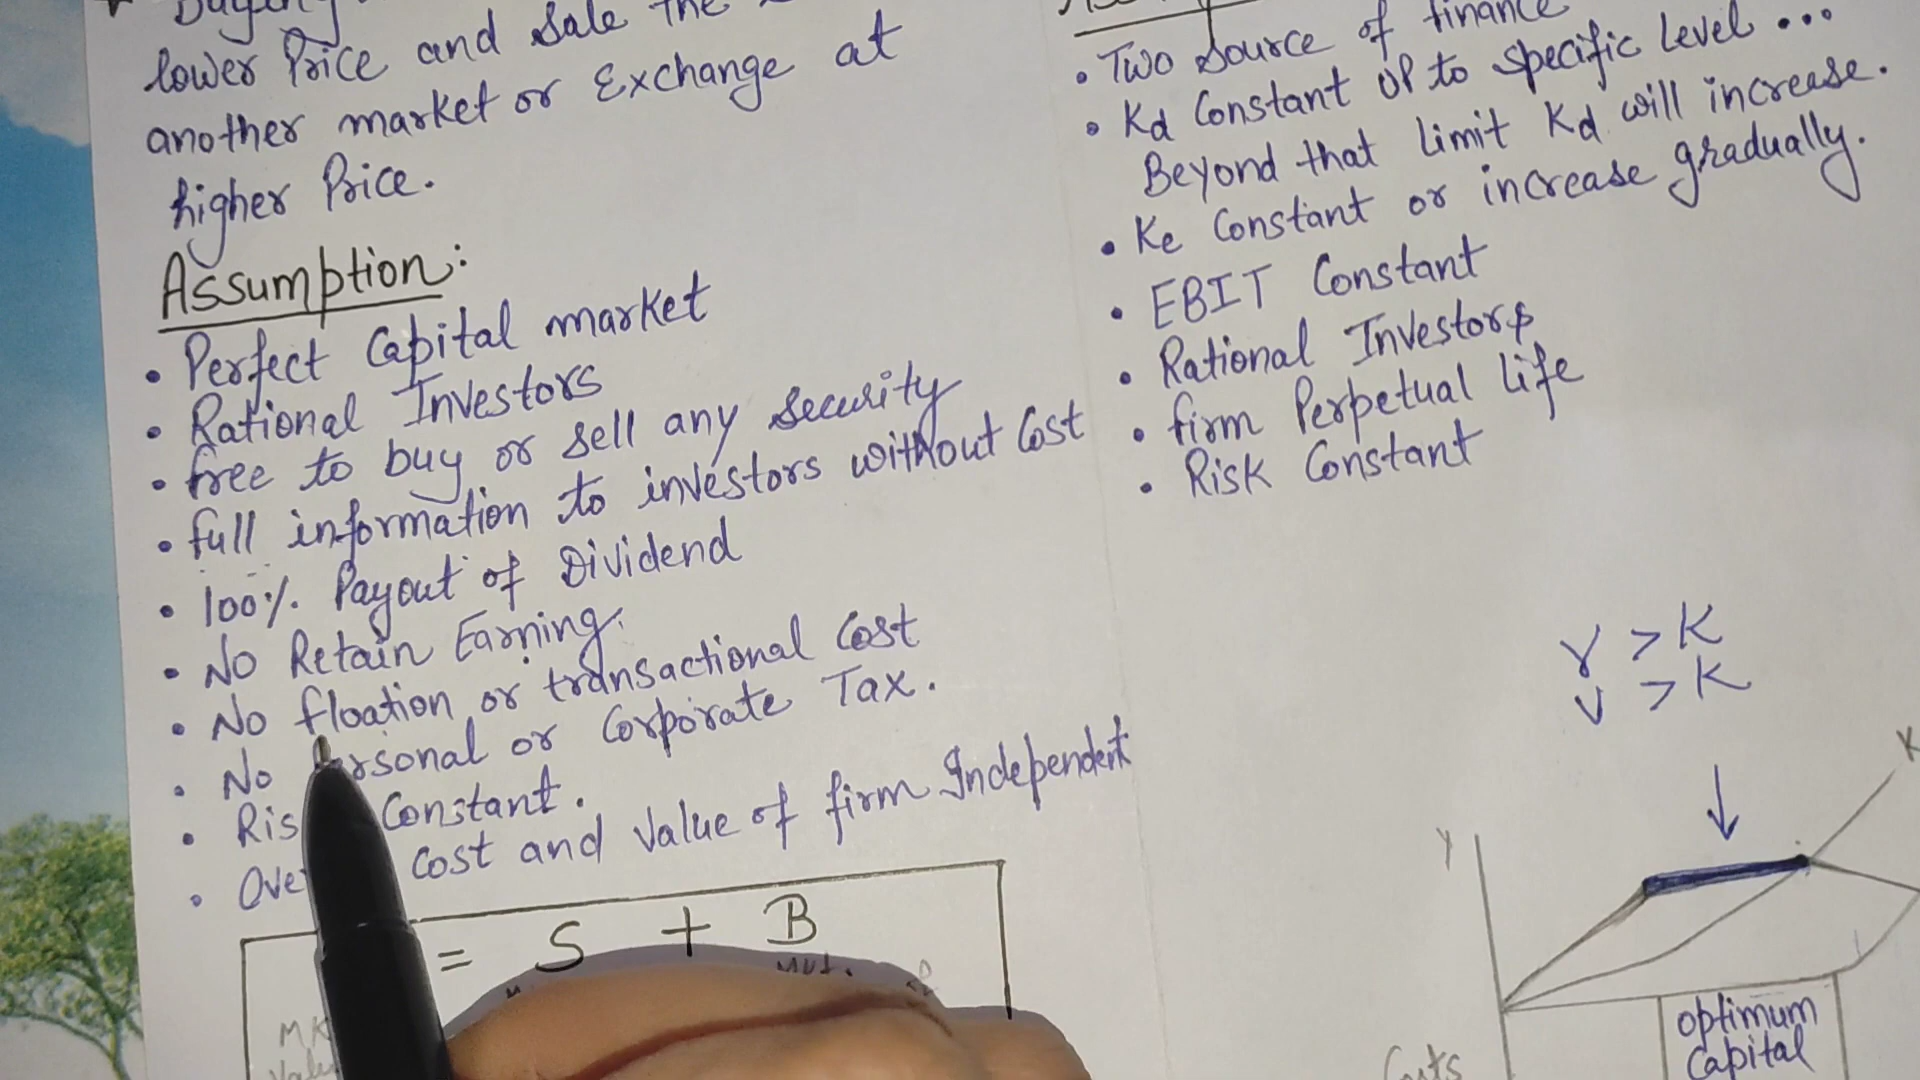 lower Price and Sale the
another market or Exchange at
higher Price.
Assumption:
• Perfect Capital market
• Rational Investors
• free to buy or sell any security
• full information to investors without Cost
• 100%. Payout of Dividend
• NO Retain Earning.
• No floation or transactional Cost
• No Personal or Corporate Tax.
• Ris Constant.
• Ove Cost and Value of firm Independent
= S + B
MK
• Two Source of finance
• Kd Constant UP to Specific Level ...
Beyond that limit Kd will increase.
• Ke Constant or increase gradually.
• EBIT Constant
• Rational Investors
• firm Perpetual Life
• Risk Constant
r > K
V > K
K
Y
optimum
Capital
Costs